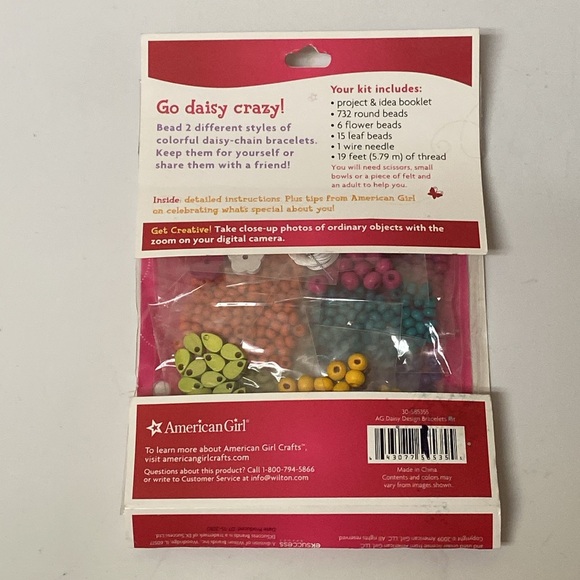 Go daisy crazy!
Bead 2 different styles of
colorful daisy-chain bracelets.
Keep them for yourself or
share them with a friend!
Your kit includes:
• project & idea booklet
• 732 round beads
• 6 flower beads
• 15 leaf beads
• 1 wire needle
• 19 feet (5.79 m) of thread
You will need scissors, small
bowls or a piece of felt and
an adult to help you.
Inside: detailed instructions. Plus tips from American Girl
on celebrating what's special about you!
Get Creative! Take close-up photos of ordinary objects with the
zoom on your digital camera.
American Girl®
To learn more about American Girl Crafts™,
visit americangirlcrafts.com
Questions about this product? Call 1-800-794-5866
or write to Customer Service at info@wilton.com
AG Daisy Design Bracelets Kit
Made in China
Contents and colors may
vary from images shown.
eksuccess